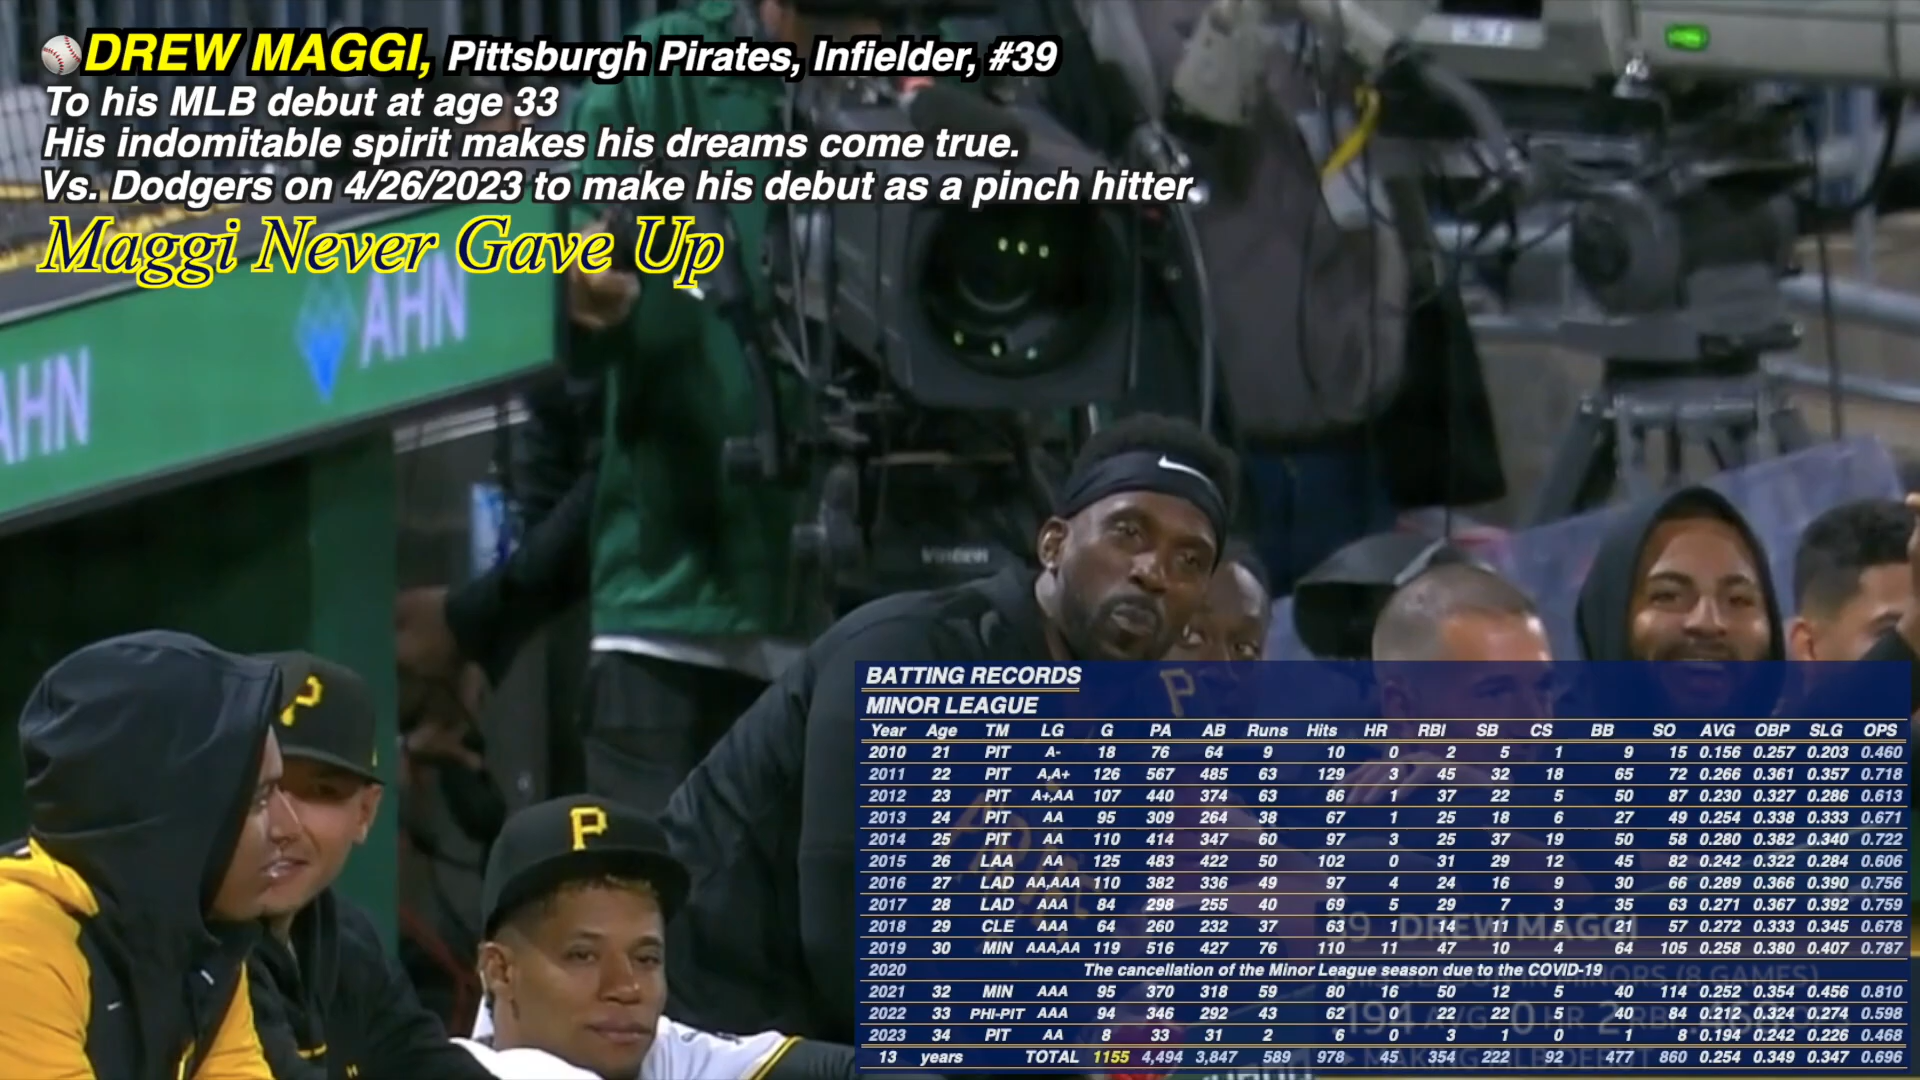 DREW MAGGI, Pittsburgh Pirates, Infielder, #39
To his MLB debut at age 33
His indomitable spirit makes his dreams come true.
Vs. Dodgers on 4/26/2023 to make his debut as a pinch hitter.
Maggi Never Gave Up
AHN
AHN
Vinten
P
P
P
BATTING RECORDS
MINOR LEAGUE
Year Age TM LG G PA AB Runs Hits HR RBI SB CS BB SO AVG OBP SLG OPS
2010 21 PIT A- 18 76 64 9 10 0 2 5 1 9 15 0.156 0.257 0.203 0.460
2011 22 PIT A,A+ 126 567 485 63 129 3 45 32 18 65 72 0.266 0.361 0.357 0.718
2012 23 PIT A+,AA 107 440 374 63 86 1 37 22 5 50 87 0.230 0.327 0.286 0.613
2013 24 PIT AA 95 309 264 38 67 1 25 18 6 27 49 0.254 0.338 0.333 0.671
2014 25 PIT AA 110 414 347 60 97 3 25 37 19 50 58 0.280 0.382 0.340 0.722
2015 26 LAA AA 125 483 422 50 102 0 31 29 12 45 82 0.242 0.322 0.284 0.606
2016 27 LAD AA,AAA 110 382 336 49 97 4 24 16 9 30 66 0.289 0.366 0.390 0.756
2017 28 LAD AAA 84 298 255 40 69 5 29 7 3 35 63 0.271 0.367 0.392 0.759
2018 29 CLE AAA 64 260 232 37 63 1 14 11 5 21 57 0.272 0.333 0.345 0.678
2019 30 MIN AAA,AA 119 516 427 76 110 11 47 10 4 64 105 0.258 0.380 0.407 0.787
2020 The cancellation of the Minor League season due to the COVID-19
2021 32 MIN AAA 95 370 318 59 80 16 50 12 5 40 114 0.252 0.354 0.456 0.810
2022 33 PHI-PIT AAA 94 346 292 43 62 0 22 22 5 40 84 0.212 0.324 0.274 0.598
2023 34 PIT AA 8 33 31 2 6 0 3 1 0 1 8 0.194 0.242 0.226 0.468
13 years TOTAL 1155 4,494 3,847 589 978 45 354 222 92 477 860 0.254 0.349 0.347 0.696
DREW MAGGI
MINORS (8 GAMES)
.194 AVG 0 HR 2 RBI
MAKING MLB DEBUT